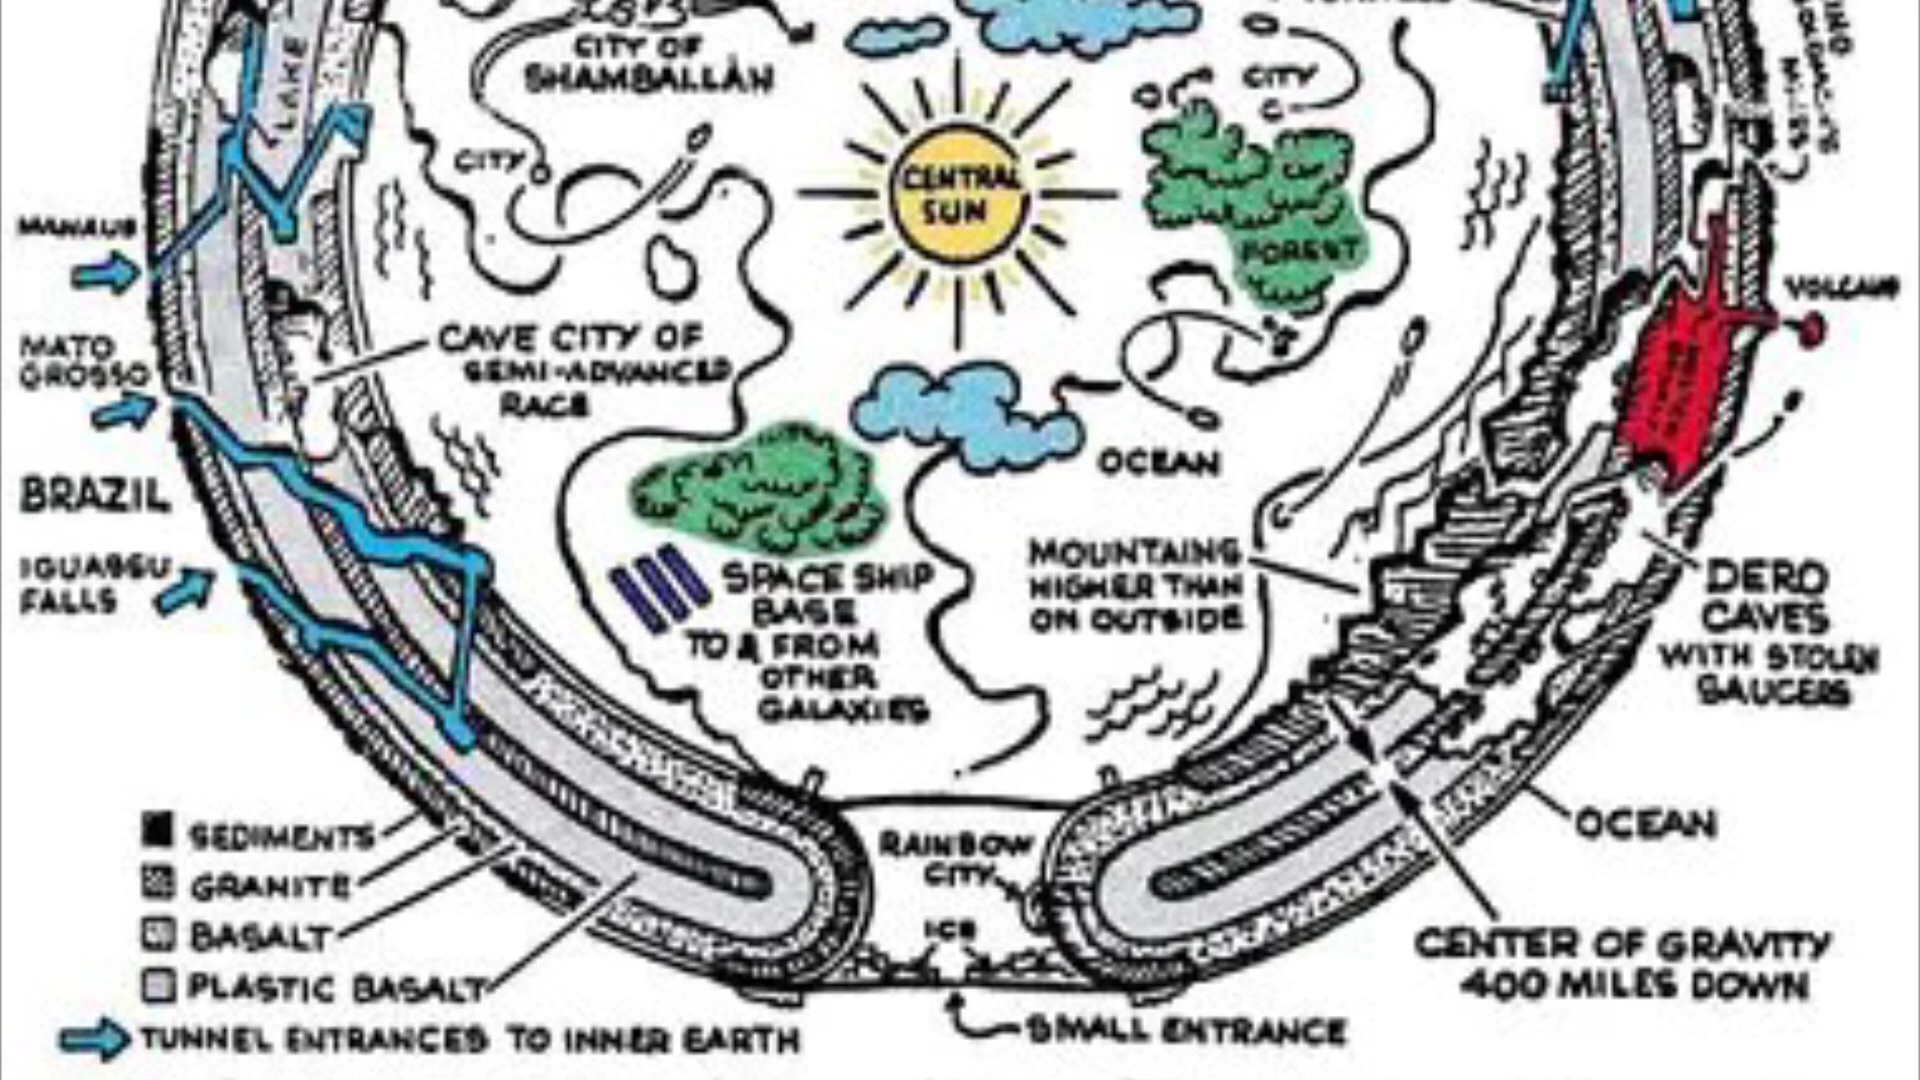 LAKE
CITY OF
SHAMBALLAH
CITY
CITY
CENTRAL
SUN
FOREST
MANAUS
MATO
GROSSO
CAVE CITY OF
SEMI-ADVANCED
RACE
VOLCANO
BRAZIL
OCEAN
IGUASSU
FALLS
SPACE SHIP
BASE
TO & FROM
OTHER
GALAXIES
MOUNTAINS
HIGHER THAN
ON OUTSIDE
DERO
CAVES
WITH STOLEN
SAUCERS
SEDIMENTS
GRANITE
BASALT
PLASTIC BASALT
RAINBOW
CITY
ICE
OCEAN
CENTER OF GRAVITY
400 MILES DOWN
SMALL ENTRANCE
TUNNEL ENTRANCES TO INNER EARTH